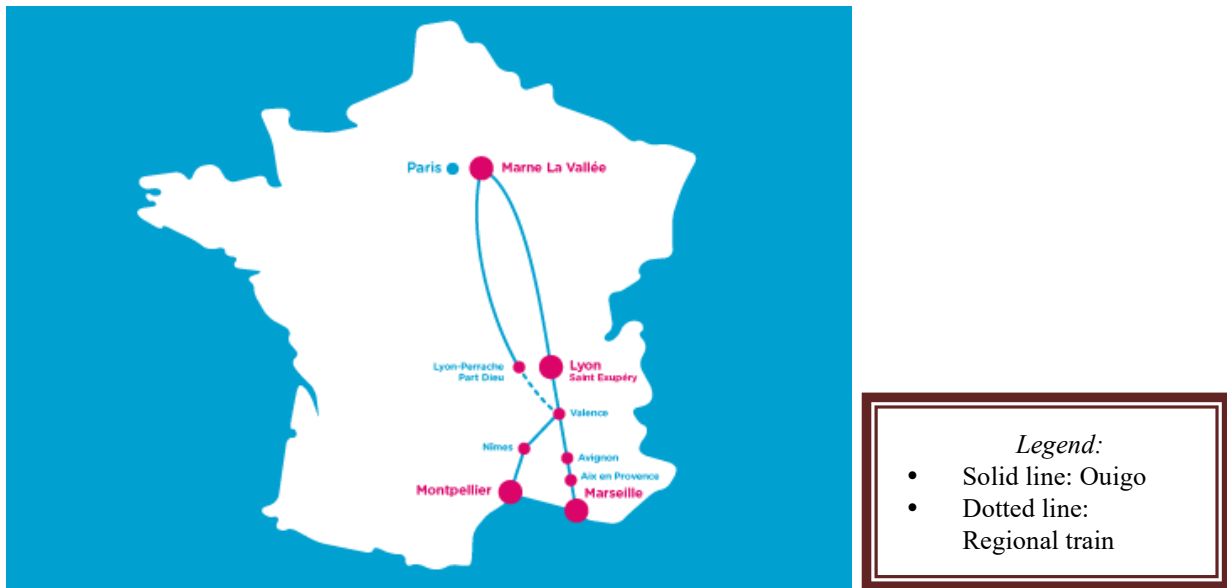 Paris
Marne La Vallée
Lyon-Perrache
Part Dieu
Lyon
Saint Exupéry
Valence
Nîmes
Avignon
Aix en Provence
Montpellier
Marseille
Legend:
• Solid line: Ouigo
• Dotted line:
Regional train